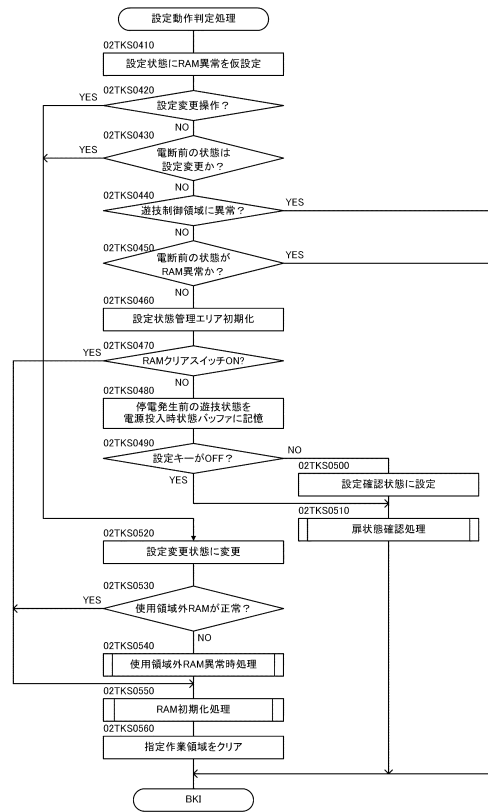 設定動作判定処理
02TKS0410
設定状態にRAM異常を仮設定
02TKS0420
YES
設定変更操作？
NO
02TKS0430
YES
電断前の状態は
設定変更か？
NO
02TKS0440
YES
遊技制御領域に異常？
NO
02TKS0450
YES
電断前の状態が
RAM異常か？
NO
02TKS0460
設定状態管理エリア初期化
02TKS0470
YES
RAMクリアスイッチON?
NO
02TKS0480
停電発生前の遊技状態を
電源投入時状態バッファに記憶
02TKS0490
NO
設定キーがOFF？
YES
02TKS0500
設定確認状態に設定
02TKS0510
扉状態確認処理
02TKS0520
設定変更状態に変更
02TKS0530
YES
使用領域外RAMが正常？
NO
02TKS0540
使用領域外RAM異常時処理
02TKS0550
RAM初期化処理
02TKS0560
指定作業領域をクリア
BKI